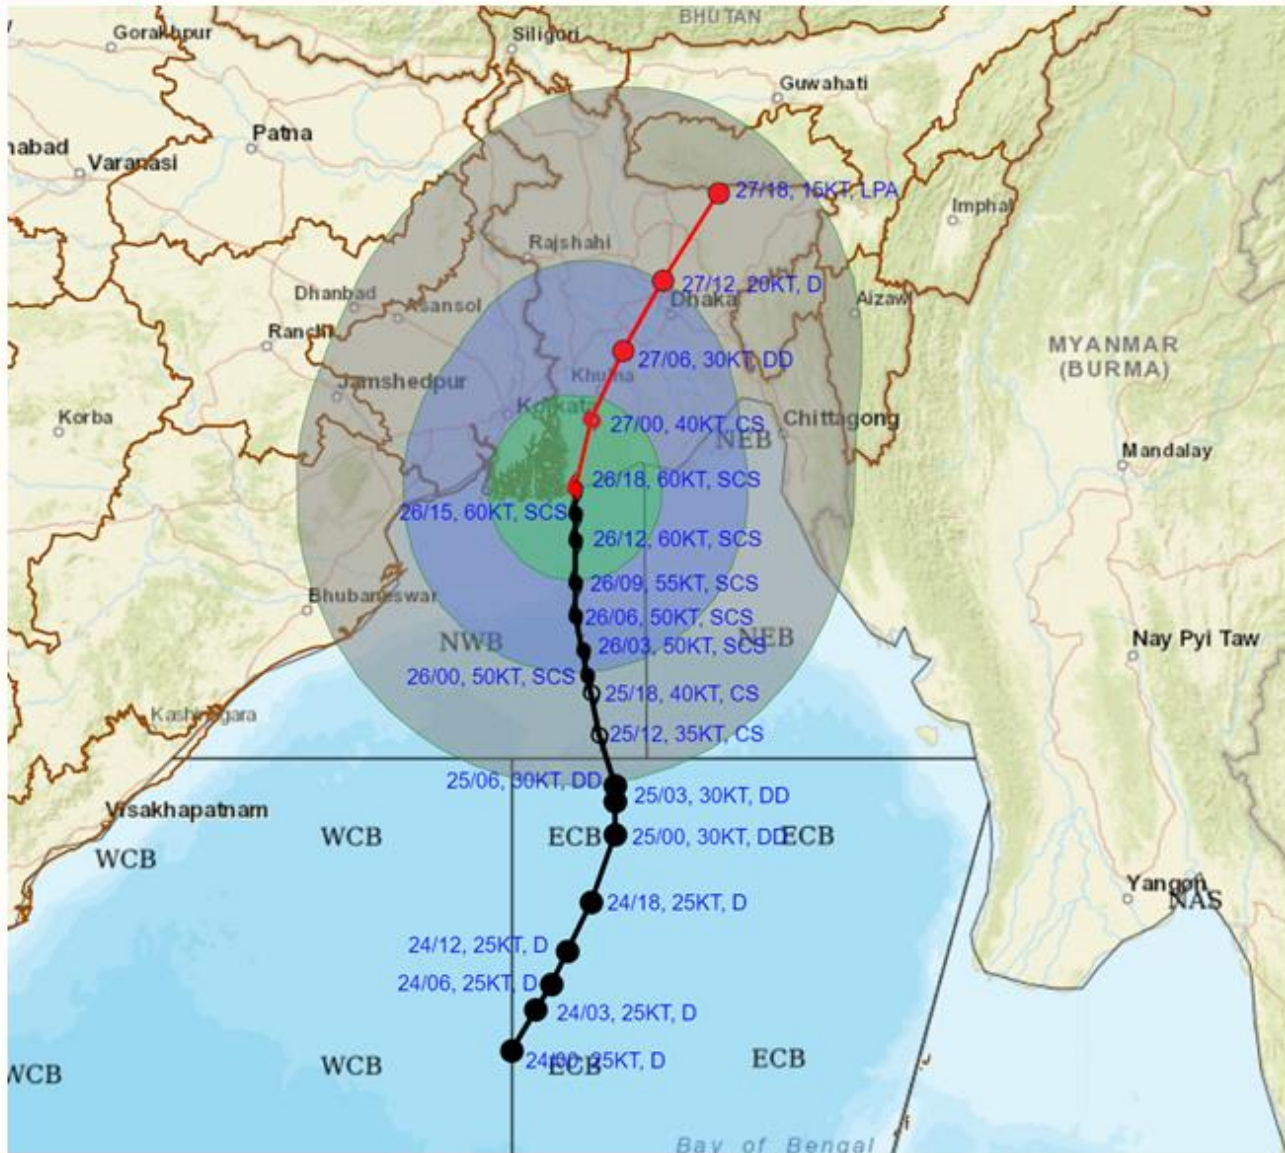 BHUTAN
Gorakhpur
Siligori
Guwahati
Patna
nabad
Varanasi
27/18, 15KT, LPA
Imphal
Rajshahi
27/12, 20KT, D
Dhanbad
Dhaka
Aizawl
Asansol
Ranchi
MYANMAR
(BURMA)
27/06, 30KT, DD
Khulna
Jamshedpur
Kolkata
Korba
27/00, 40KT, CS
Chittagong
NEB
Mandalay
26/18, 60KT, SCS
26/15, 60KT, SCS
26/12, 60KT, SCS
26/09, 55KT, SCS
Bhubaneswar
26/06, 50KT, SCS
NWB
NEB
Nay Pyi Taw
26/03, 50KT, SCS
26/00, 50KT, SCS
25/18, 40KT, CS
25/12, 35KT, CS
25/06, 30KT, DD
25/03, 30KT, DD
Visakhapatnam
WCB
ECB
25/00, 30KT, DD
ECB
WCB
Yangon
NAS
24/18, 25KT, D
24/12, 25KT, D
24/06, 25KT, D
24/03, 25KT, D
24/00, 25KT, D
WCB
WCB
ECB
ECB
Bay of Bengal